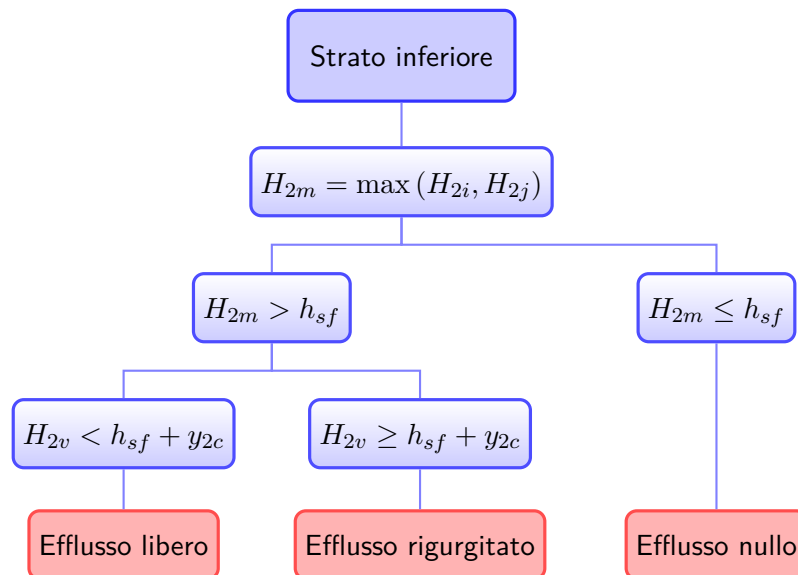 Strato inferiore
H_{2m} = max (H_{2i}, H_{2j})
H_{2m} > h_{sf}
H_{2m} ≤ h_{sf}
H_{2v} < h_{sf} + y_{2c}
H_{2v} ≥ h_{sf} + y_{2c}
Efflusso libero
Efflusso rigurgitato
Efflusso nullo